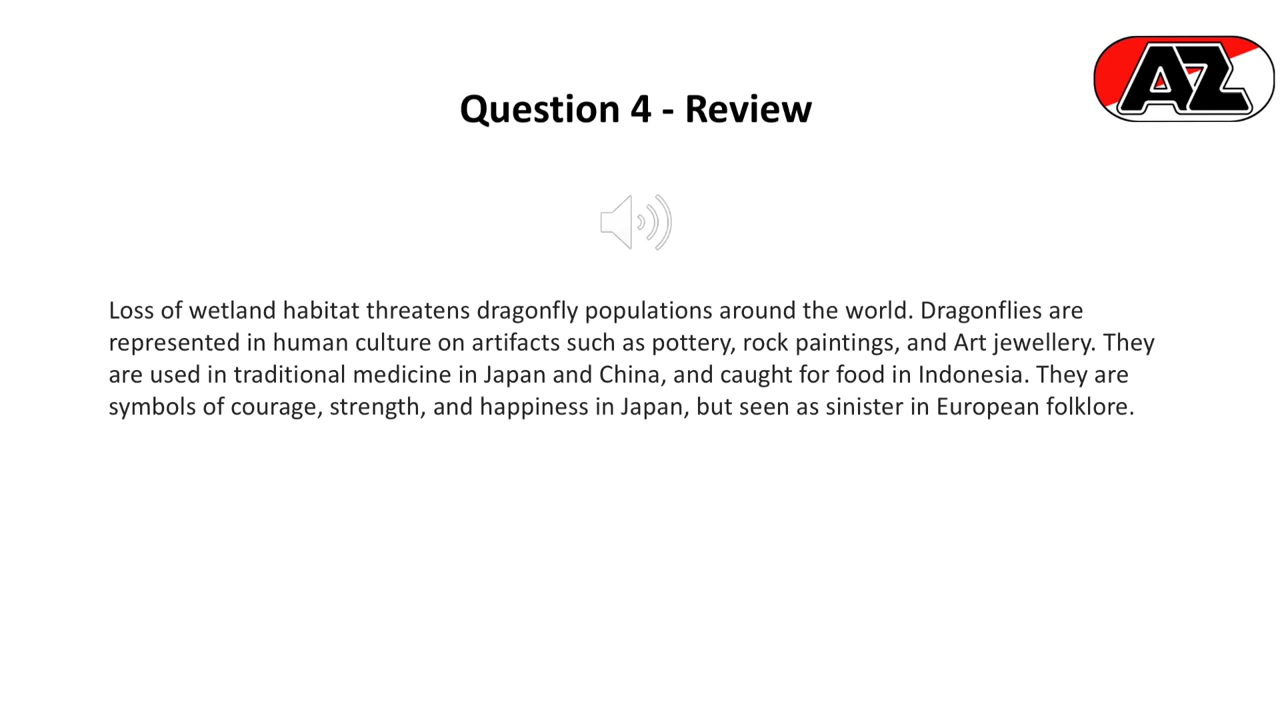 AZ
Question 4 - Review
Loss of wetland habitat threatens dragonfly populations around the world. Dragonflies are
represented in human culture on artifacts such as pottery, rock paintings, and Art jewellery. They
are used in traditional medicine in Japan and China, and caught for food in Indonesia. They are
symbols of courage, strength, and happiness in Japan, but seen as sinister in European folklore.